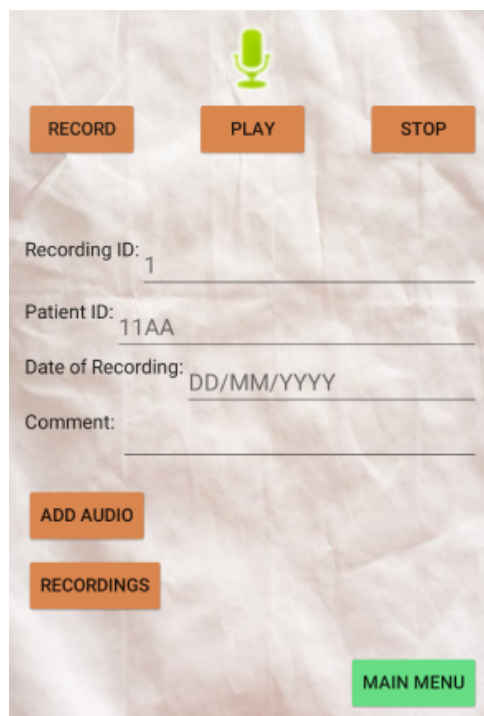 RECORD PLAY STOP
Recording ID: 1
Patient ID: 11AA
Date of Recording: DD/MM/YYYY
Comment:
ADD AUDIO
RECORDINGS
MAIN MENU